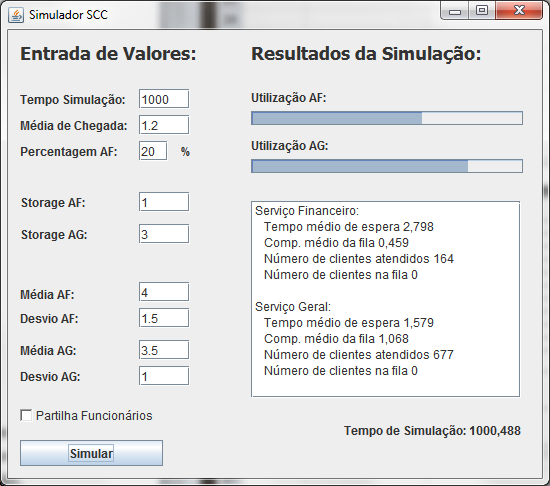 Simulador SCC
Entrada de Valores:
Tempo Simulação: 1000
Média de Chegada: 1.2
Percentagem AF: 20 %
Storage AF: 1
Storage AG: 3
Média AF: 4
Desvio AF: 1.5
Média AG: 3.5
Desvio AG: 1
Partilha Funcionários
Simular
Resultados da Simulação:
Utilização AF:
Utilização AG:
Serviço Financeiro:
Tempo médio de espera 2,798
Comp. médio da fila 0,459
Número de clientes atendidos 164
Número de clientes na fila 0
Serviço Geral:
Tempo médio de espera 1,579
Comp. médio da fila 1,068
Número de clientes atendidos 677
Número de clientes na fila 0
Tempo de Simulação: 1000,488